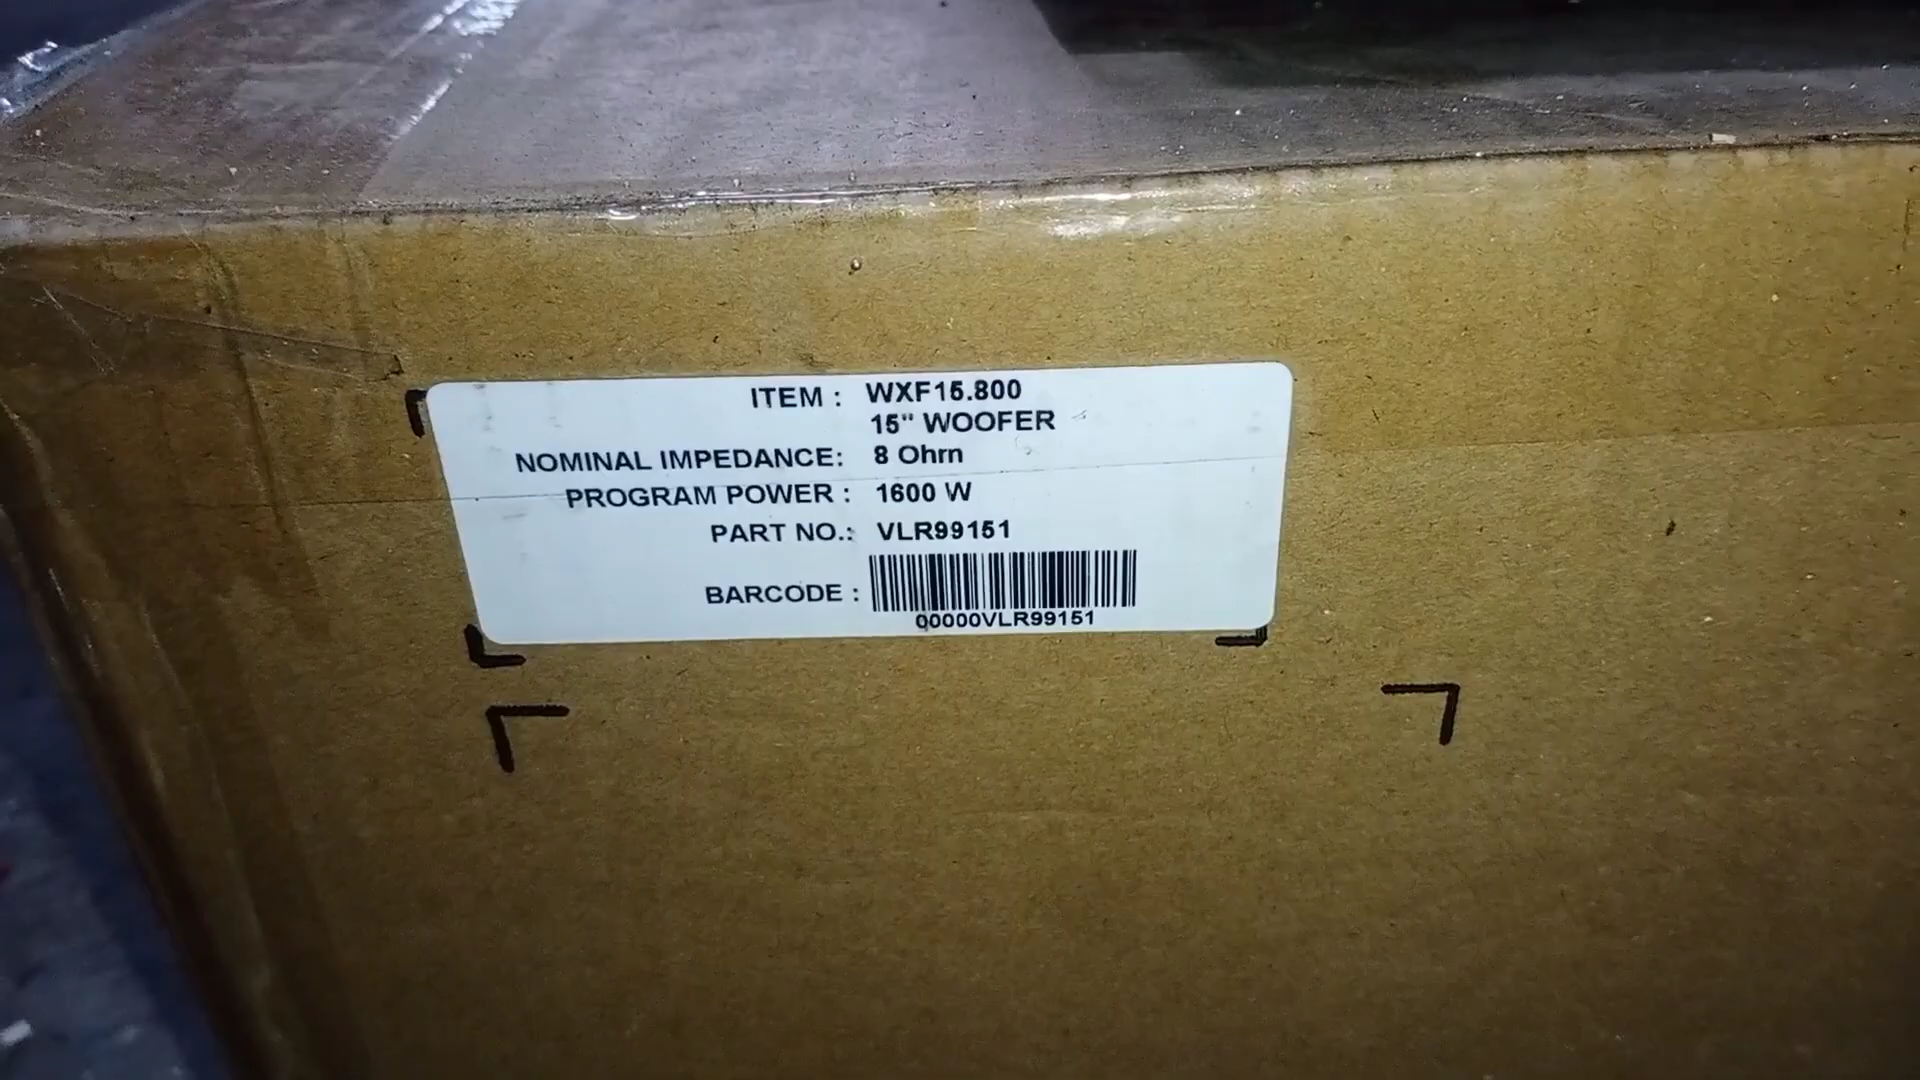 ITEM : WXF15.800
15" WOOFER
NOMINAL IMPEDANCE: 8 Ohrn
PROGRAM POWER : 1600 W
PART NO.: VLR99151
BARCODE :
00000VLR99151